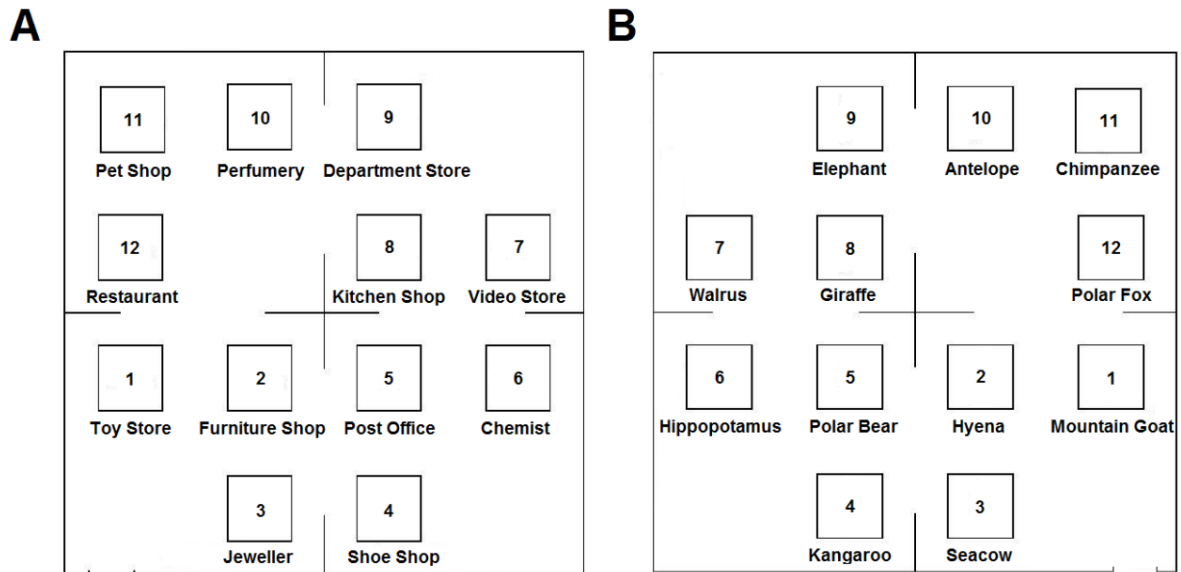 A
11
10
9
Pet Shop
Perfumery
Department Store
12
8
7
Restaurant
Kitchen Shop
Video Store
1
2
5
6
Toy Store
Furniture Shop
Post Office
Chemist
3
4
Jeweller
Shoe Shop
B
9
10
11
Elephant
Antelope
Chimpanzee
7
8
12
Walrus
Giraffe
Polar Fox
6
5
2
1
Hippopotamus
Polar Bear
Hyena
Mountain Goat
4
3
Kangaroo
Seacow